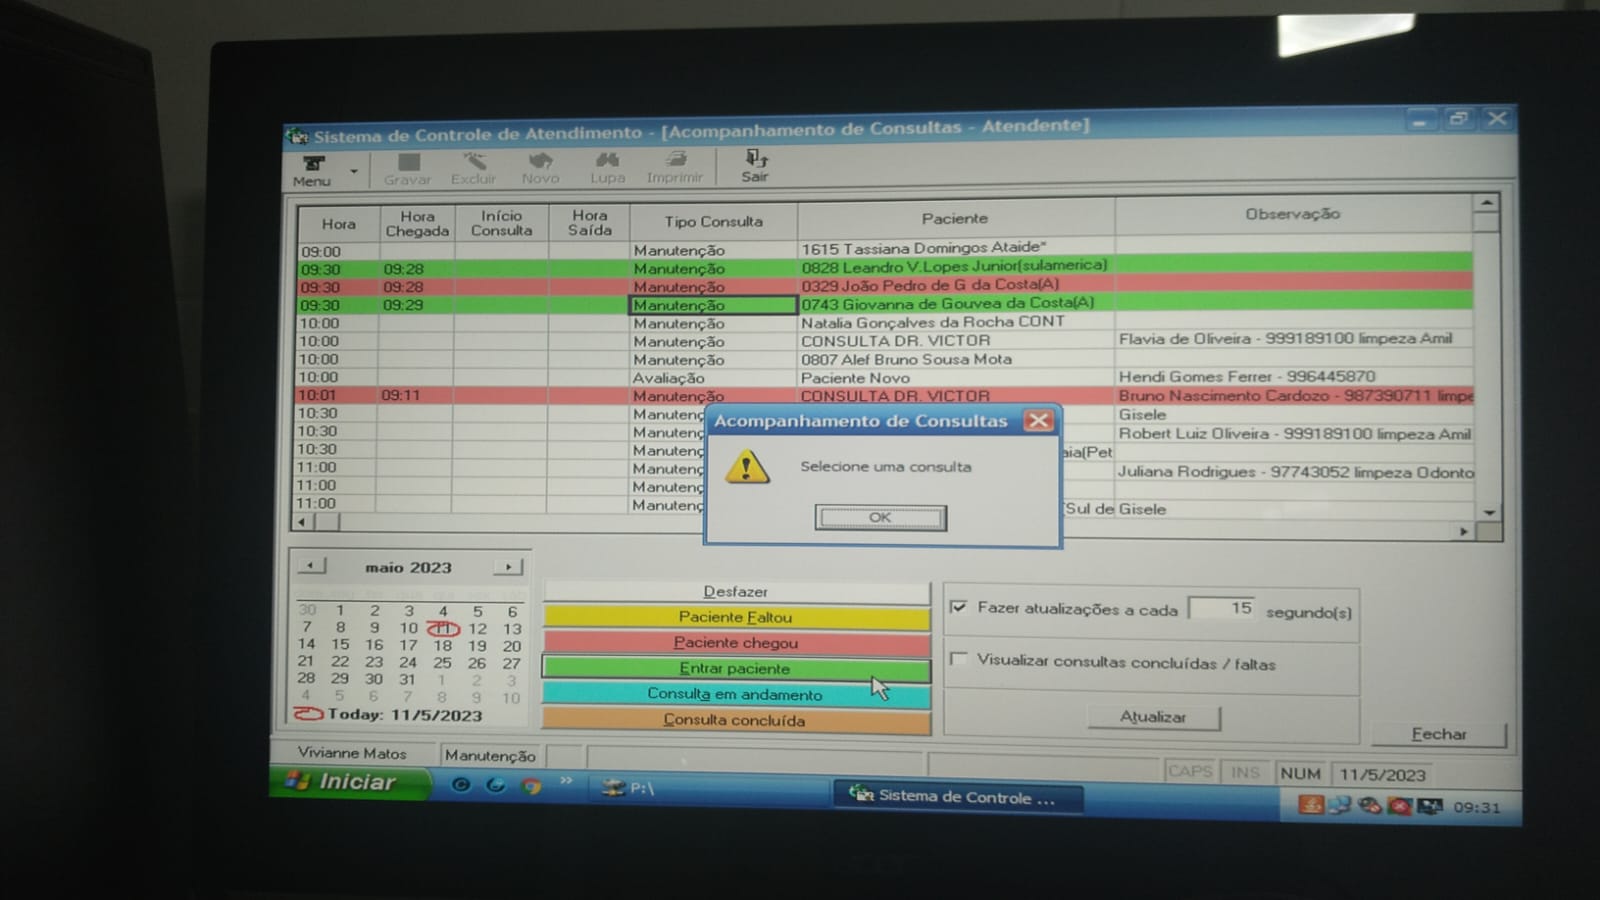 Sistema de Controle de Atendimento - [Acompanhamento de Consultas - Atendente]
Menu Gravar Excluir Novo Lupa Imprimir Sair
Hora Hora Chegada Início Consulta Hora Saída Tipo Consulta Paciente Observação
09:00 Manutenção 1615 Tassiana Domingos Ataide*
09:30 09:28 Manutenção 0828 Leandro V.Lopes Junior(sulamerica)
09:30 09:28 Manutenção 0329 João Pedro de G da Costa(A)
09:30 09:29 Manutenção 0743 Giovanna de Gouvea da Costa(A)
10:00 Manutenção Natalia Gonçalves da Rocha CONT
10:00 Manutenção CONSULTA DR. VICTOR Flavia de Oliveira - 999189100 limpeza Amil
10:00 Manutenção 0807 Alef Bruno Sousa Mota
10:00 Avaliação Paciente Novo Hendi Gomes Ferrer - 996445870
10:01 09:11 Manutenção CONSULTA DR. VICTOR Bruno Nascimento Cardozo - 987390711 limpe
10:30 Manutenç Gisele
10:30 Manutenç Robert Luiz Oliveira - 999189100 limpeza Amil
10:30 Manutenç aia(Pet
11:00 Manutenç Juliana Rodrigues - 97743052 limpeza Odonto
11:00 Manutenç
11:00 Manutenç (Sul de Gisele
Acompanhamento de Consultas
Selecione uma consulta
OK
maio 2023
30 1 2 3 4 5 6
7 8 9 10 11 12 13
14 15 16 17 18 19 20
21 22 23 24 25 26 27
28 29 30 31 1 2 3
4 5 6 7 8 9 10
Today: 11/5/2023
Desfazer
Paciente Faltou
Paciente chegou
Entrar paciente
Consulta em andamento
Consulta concluída
Fazer atualizações a cada 15 segundo(s)
Visualizar consultas concluídas / faltas
Atualizar
Fechar
Vivianne Matos Manutenção CAPS INS NUM 11/5/2023
Iniciar » P:\ Sistema de Controle ... 09:31